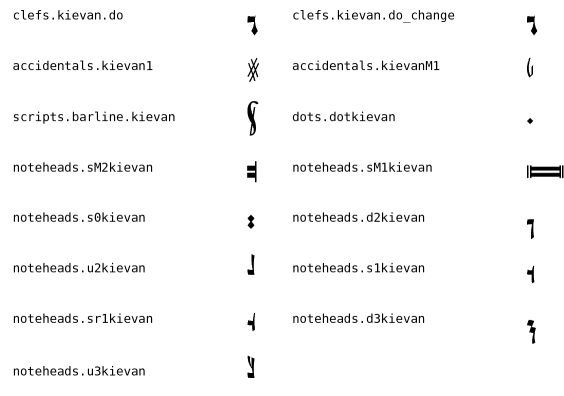 clefs.kievan.do clefs.kievan.do_change
accidentals.kievan1 accidentals.kievanM1
scripts.barline.kievan dots.dotkievan
noteheads.sM2kievan noteheads.sM1kievan
noteheads.s0kievan noteheads.d2kievan
noteheads.u2kievan noteheads.s1kievan
noteheads.sr1kievan noteheads.d3kievan
noteheads.u3kievan